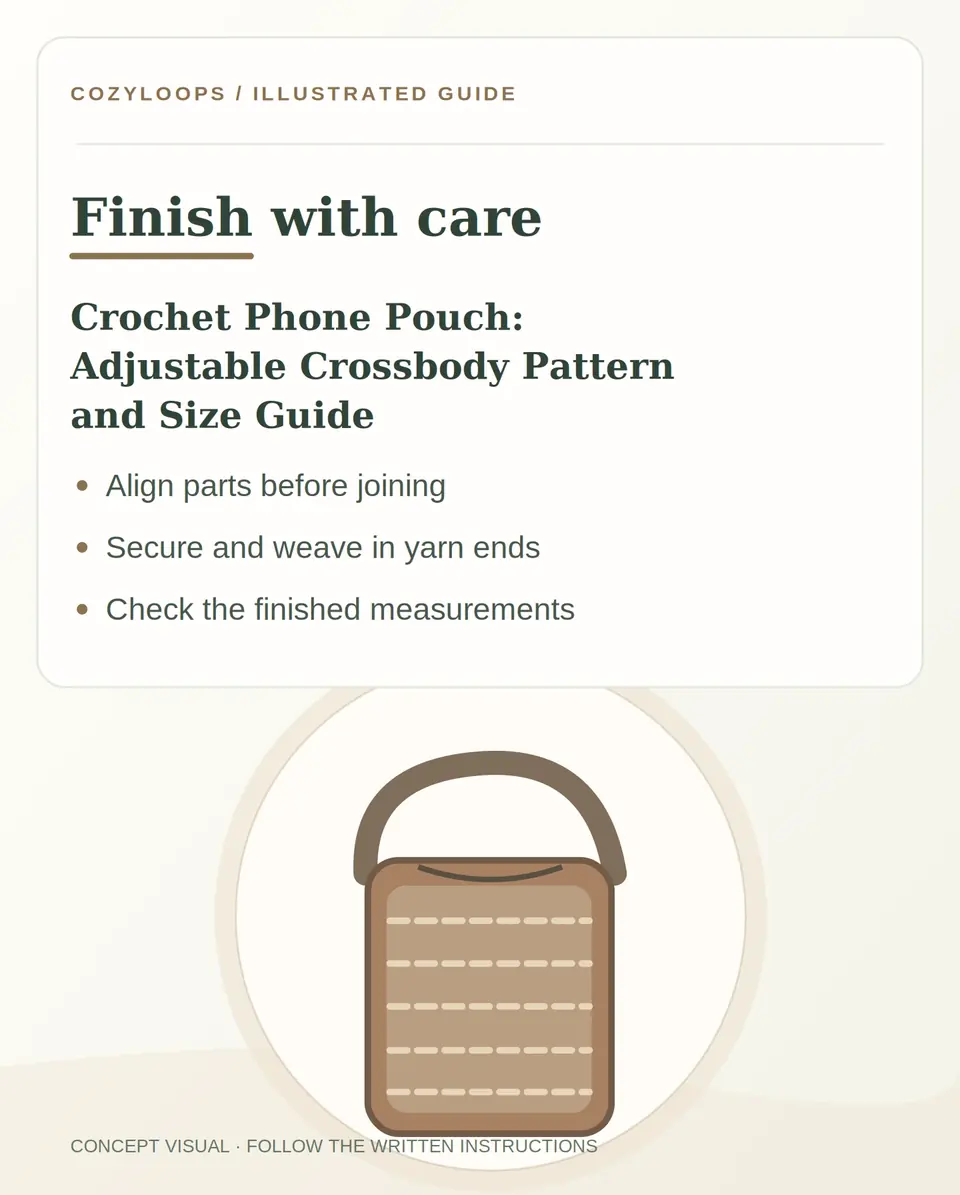 COZYLOOPS / ILLUSTRATED GUIDE
Finish with care
Crochet Phone Pouch:
Adjustable Crossbody Pattern
and Size Guide
• Align parts before joining
• Secure and weave in yarn ends
• Check the finished measurements
CONCEPT VISUAL · FOLLOW THE WRITTEN INSTRUCTIONS